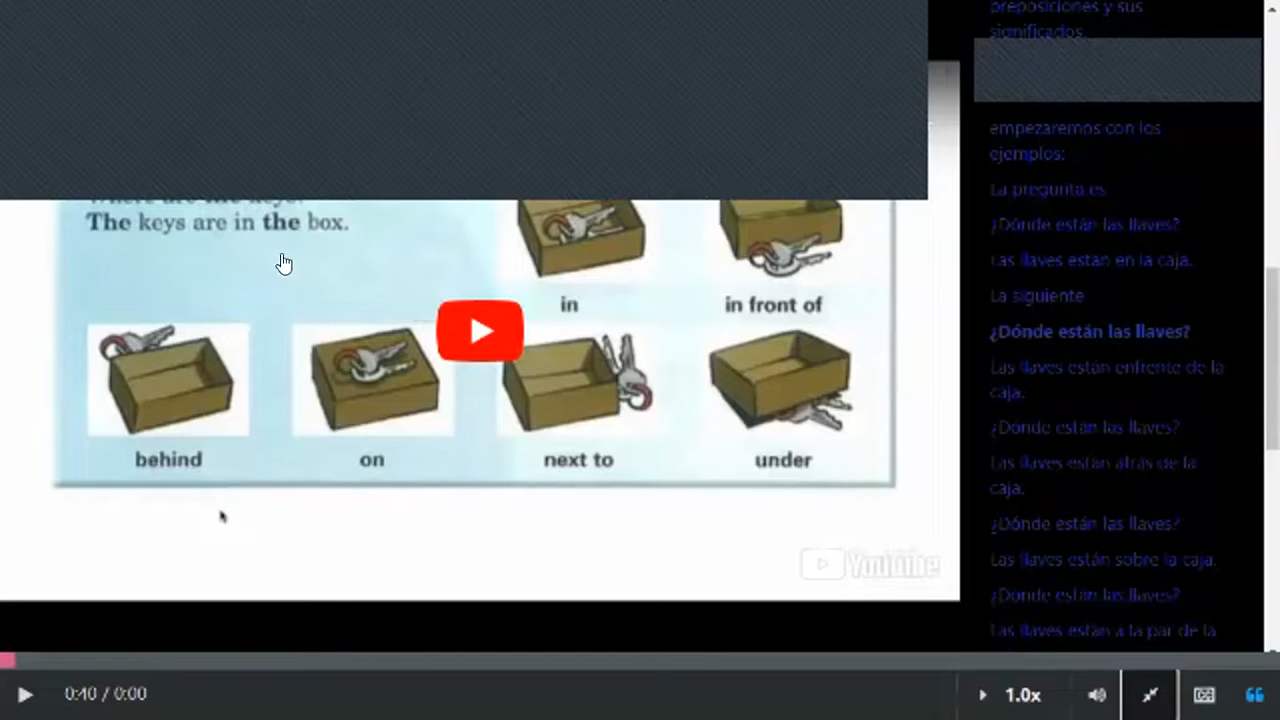 The keys are in the box.
in
in front of
behind
on
next to
under
YouTube
0:40 / 0:00
1.0x
preposiciones y sus
significados.
empezaremos con los
ejemplos:
La pregunta es
¿Dónde están las llaves?
Las llaves están en la caja.
La siguiente
¿Dónde están las llaves?
Las llaves están enfrente de la
caja.
¿Dónde están las llaves?
Las llaves están atrás de la
caja.
¿Dónde están las llaves?
Las llaves están sobre la caja.
¿Dónde están las llaves?
Las llaves están a la par de la